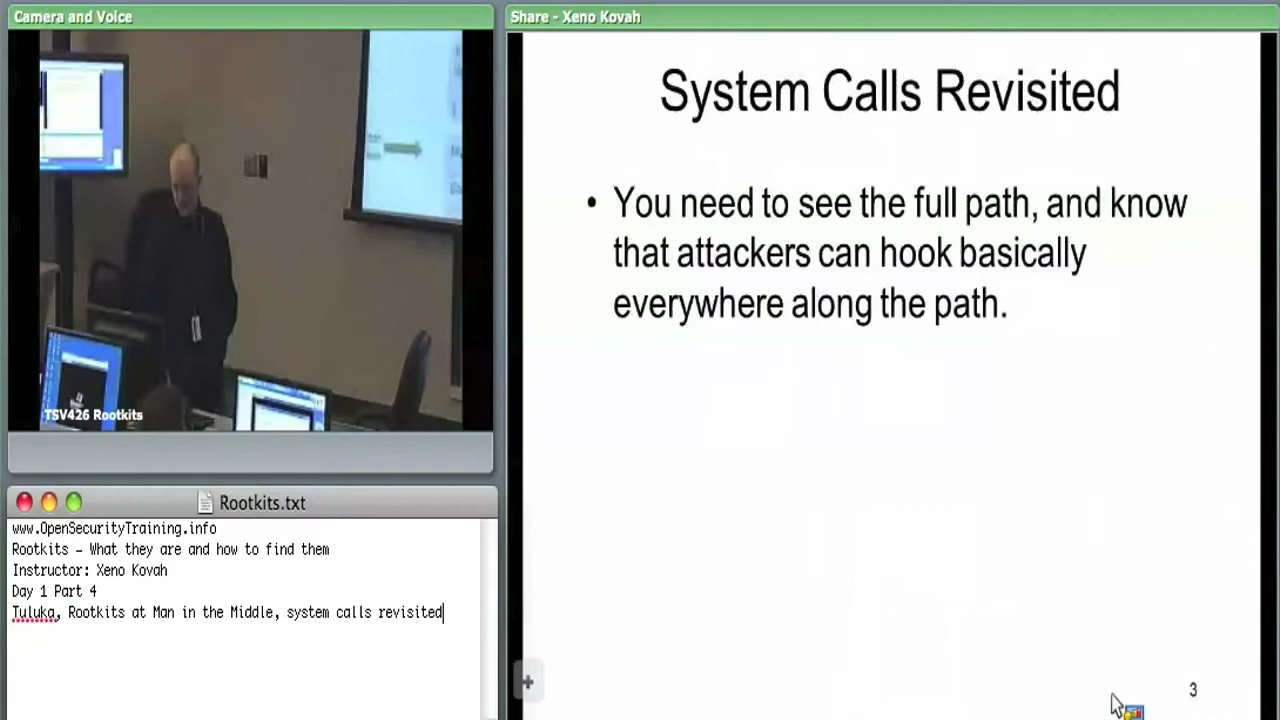 Camera and Voice
TSV426 Rootkits
Share - Xeno Kovah
System Calls Revisited
• You need to see the full path, and know
that attackers can hook basically
everywhere along the path.
3
Rootkits.txt
www.OpenSecurityTraining.info
Rootkits - What they are and how to find them
Instructor: Xeno Kovah
Day 1 Part 4
Tuluka, Rootkits at Man in the Middle, system calls revisited